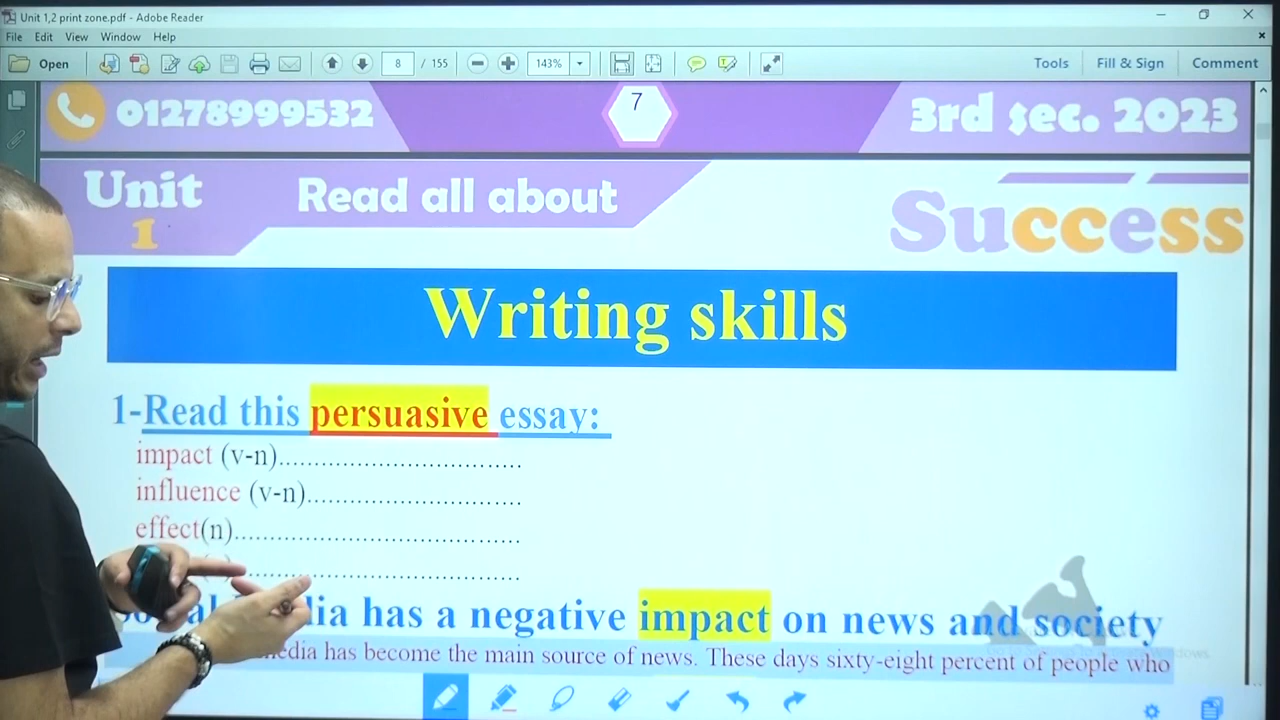 Unit 1,2 print zone.pdf - Adobe Reader
File Edit View Window Help
Open 8 / 155 143% Tools Fill & Sign Comment
01278999532 7 3rd sec. 2023
Unit 1 Read all about Success
Writing skills
1-Read this persuasive essay:
impact (v-n)..................................
influence (v-n)...............................
effect(n)........................................
media has a negative impact on news and society
media has become the main source of news. These days sixty-eight percent of people who